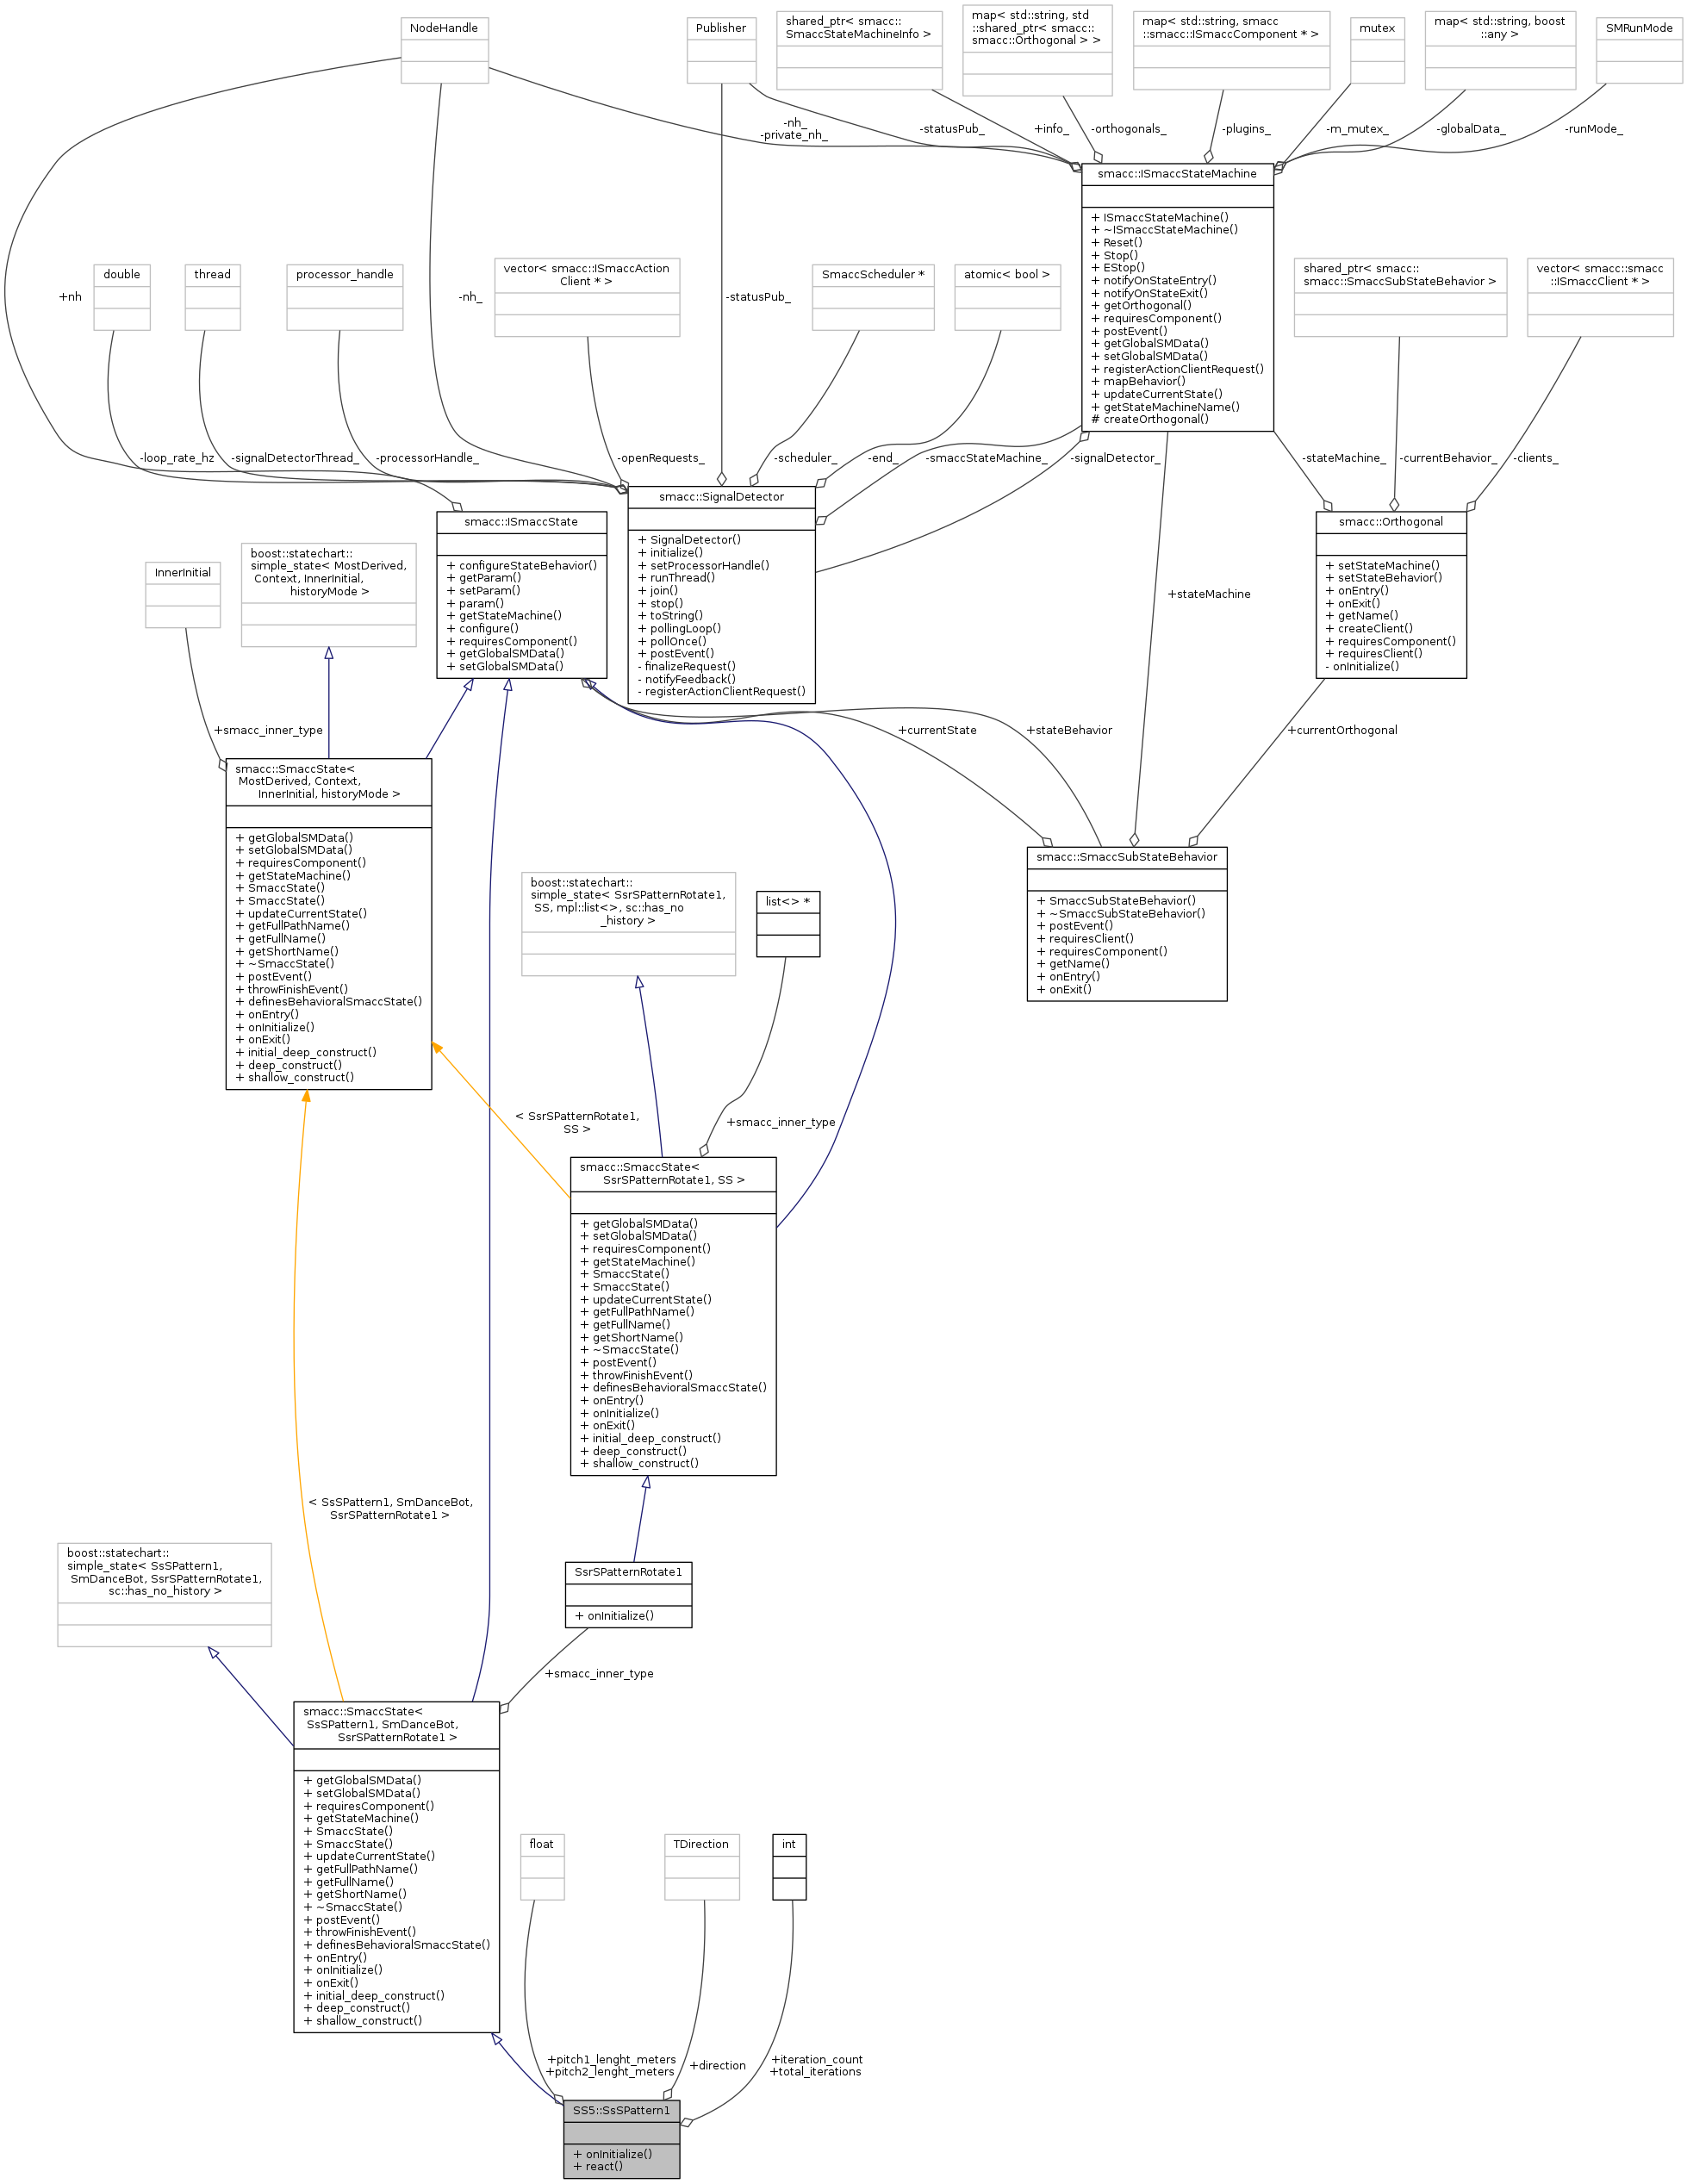 NodeHandle
Publisher
shared_ptr< smacc::
SmaccStateMachineInfo >
map< std::string, std
::shared_ptr< smacc::
smacc::Orthogonal > >
map< std::string, smacc
::smacc::ISmaccComponent * >
mutex
map< std::string, boost
::any >
SMRunMode
-nh_
-private_nh_
-statusPub_
+info_
-orthogonals_
-plugins_
-m_mutex_
-globalData_
-runMode_
smacc::ISmaccStateMachine
+ ISmaccStateMachine()
+ ~ISmaccStateMachine()
+ Reset()
+ Stop()
+ EStop()
+ notifyOnStateEntry()
+ notifyOnStateExit()
+ getOrthogonal()
+ requiresComponent()
+ postEvent()
+ getGlobalSMData()
+ setGlobalSMData()
+ registerActionClientRequest()
+ mapBehavior()
+ updateCurrentState()
+ getStateMachineName()
# createOrthogonal()
+nh
double
thread
processor_handle
-nh_
vector< smacc::ISmaccAction
Client * >
-statusPub_
SmaccScheduler *
atomic< bool >
shared_ptr< smacc::
smacc::SmaccSubStateBehavior >
vector< smacc::smacc
::ISmaccClient * >
-loop_rate_hz
-signalDetectorThread_
-processorHandle_
-openRequests_
-scheduler_
-end_
-smaccStateMachine_
-signalDetector_
-stateMachine_
-currentBehavior_
-clients_
smacc::SignalDetector
+ SignalDetector()
+ initialize()
+ setProcessorHandle()
+ runThread()
+ join()
+ stop()
+ toString()
+ pollingLoop()
+ pollOnce()
+ postEvent()
- finalizeRequest()
- notifyFeedback()
- registerActionClientRequest()
smacc::ISmaccState
+ configureStateBehavior()
+ getParam()
+ setParam()
+ param()
+ getStateMachine()
+ configure()
+ requiresComponent()
+ getGlobalSMData()
+ setGlobalSMData()
smacc::Orthogonal
+ setStateMachine()
+ setStateBehavior()
+ onEntry()
+ onExit()
+ getName()
+ createClient()
+ requiresComponent()
+ requiresClient()
- onInitialize()
InnerInitial
boost::statechart::
simple_state< MostDerived,
Context, InnerInitial,
historyMode >
+stateMachine
+smacc_inner_type
+currentState
+stateBehavior
+currentOrthogonal
smacc::SmaccState<
MostDerived, Context,
InnerInitial, historyMode >
+ getGlobalSMData()
+ setGlobalSMData()
+ requiresComponent()
+ getStateMachine()
+ SmaccState()
+ SmaccState()
+ updateCurrentState()
+ getFullPathName()
+ getFullName()
+ getShortName()
+ ~SmaccState()
+ postEvent()
+ throwFinishEvent()
+ definesBehavioralSmaccState()
+ onEntry()
+ onInitialize()
+ onExit()
+ initial_deep_construct()
+ deep_construct()
+ shallow_construct()
boost::statechart::
simple_state< SsrSPatternRotate1,
SS, mpl::list<>, sc::has_no
_history >
list<> *
smacc::SmaccSubStateBehavior
+ SmaccSubStateBehavior()
+ ~SmaccSubStateBehavior()
+ postEvent()
+ requiresClient()
+ requiresComponent()
+ getName()
+ onEntry()
+ onExit()
< SsrSPatternRotate1,
SS >
+smacc_inner_type
smacc::SmaccState<
SsrSPatternRotate1, SS >
+ getGlobalSMData()
+ setGlobalSMData()
+ requiresComponent()
+ getStateMachine()
+ SmaccState()
+ SmaccState()
+ updateCurrentState()
+ getFullPathName()
+ getFullName()
+ getShortName()
+ ~SmaccState()
+ postEvent()
+ throwFinishEvent()
+ definesBehavioralSmaccState()
+ onEntry()
+ onInitialize()
+ onExit()
+ initial_deep_construct()
+ deep_construct()
+ shallow_construct()
< SsSPattern1, SmDanceBot,
SsrSPatternRotate1 >
boost::statechart::
simple_state< SsSPattern1,
SmDanceBot, SsrSPatternRotate1,
sc::has_no_history >
SsrSPatternRotate1
+ onInitialize()
+smacc_inner_type
smacc::SmaccState<
SsSPattern1, SmDanceBot,
SsrSPatternRotate1 >
+ getGlobalSMData()
+ setGlobalSMData()
+ requiresComponent()
+ getStateMachine()
+ SmaccState()
+ SmaccState()
+ updateCurrentState()
+ getFullPathName()
+ getFullName()
+ getShortName()
+ ~SmaccState()
+ postEvent()
+ throwFinishEvent()
+ definesBehavioralSmaccState()
+ onEntry()
+ onInitialize()
+ onExit()
+ initial_deep_construct()
+ deep_construct()
+ shallow_construct()
float
TDirection
int
+pitch1_lenght_meters
+pitch2_lenght_meters
+direction
+iteration_count
+total_iterations
SS5::SsSPattern1
+ onInitialize()
+ react()